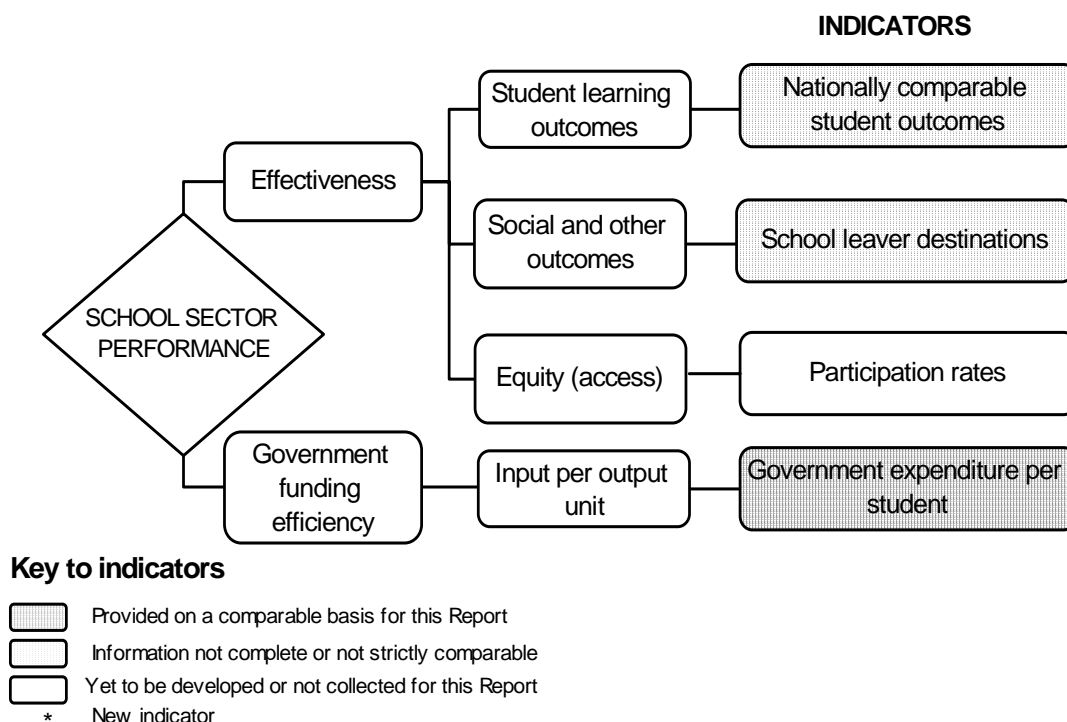 INDICATORS
Student learning
outcomes
Nationally comparable
student outcomes
Effectiveness
Social and other
outcomes
School leaver destinations
SCHOOL SECTOR
PERFORMANCE
Equity (access)
Participation rates
Government
funding
efficiency
Input per output
unit
Government expenditure per
student
Key to indicators
Provided on a comparable basis for this Report
Information not complete or not strictly comparable
Yet to be developed or not collected for this Report
* New indicator